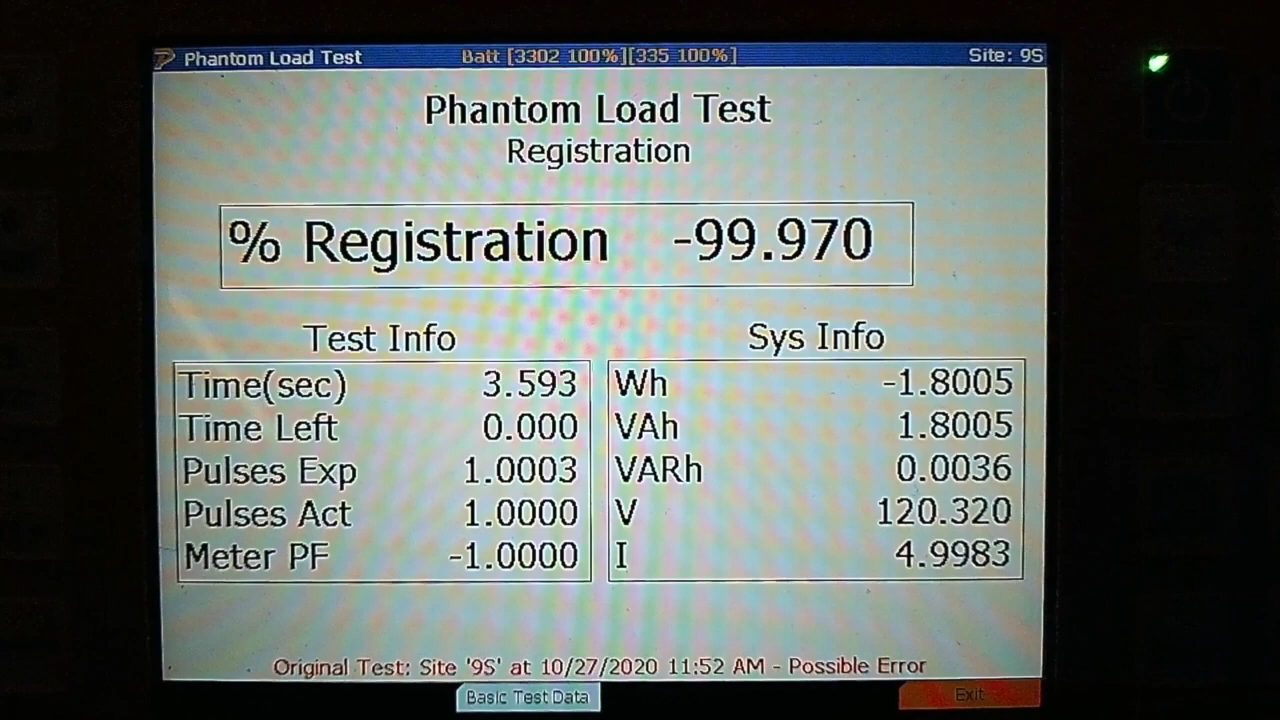 Phantom Load Test Batt [3302 100%][335 100%] Site: 9S
Phantom Load Test
Registration
% Registration -99.970
Test Info
Time(sec) 3.593
Time Left 0.000
Pulses Exp 1.0003
Pulses Act 1.0000
Meter PF -1.0000
Sys Info
Wh -1.8005
VAh 1.8005
VARh 0.0036
V 120.320
I 4.9983
Original Test: Site '9S' at 10/27/2020 11:52 AM - Possible Error
Basic Test Data
Exit